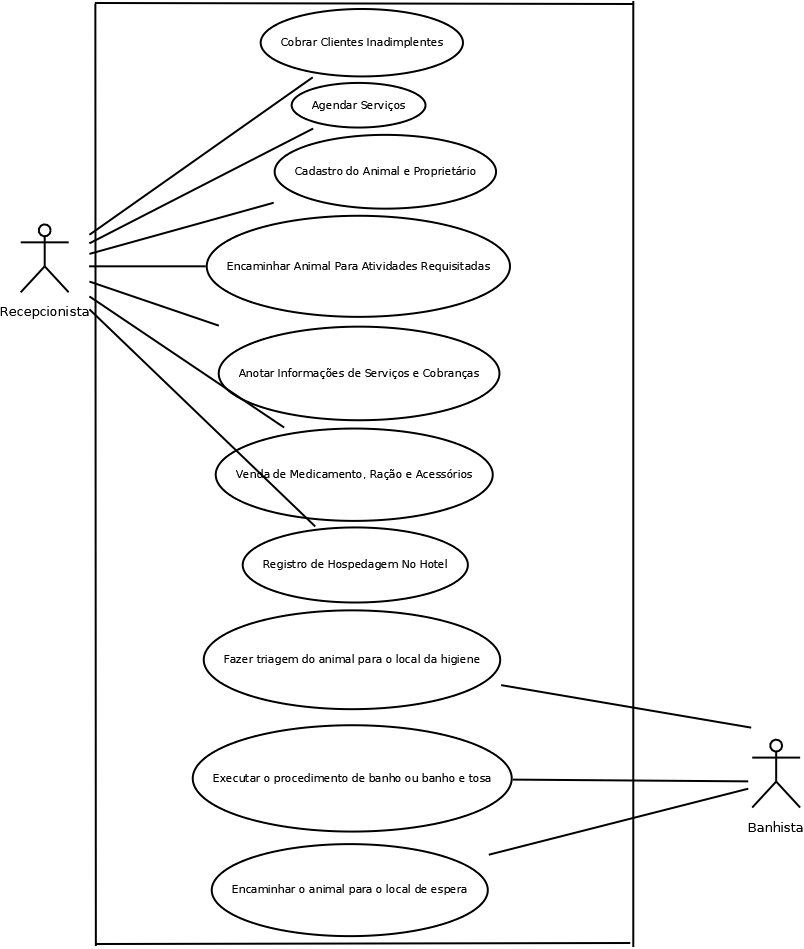 Cobrar Clientes Inadimplentes
Agendar Serviços
Cadastro do Animal e Proprietário
Encaminhar Animal Para Atividades Requisitadas
Recepcionista
Anotar Informações de Serviços e Cobranças
Venda de Medicamento, Ração e Acessórios
Registro de Hospedagem No Hotel
Fazer triagem do animal para o local da higiene
Executar o procedimento de banho ou banho e tosa
Banhista
Encaminhar o animal para o local de espera